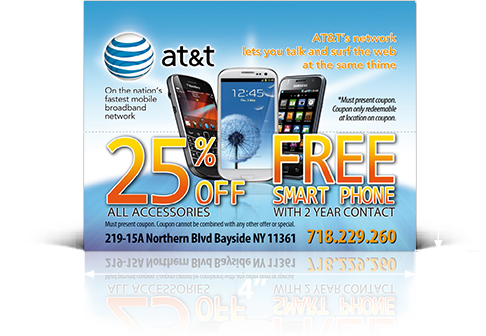 at&t
AT&T's network
lets you talk and surf the web
at the same thime
On the nation's
fastest mobile
broadband
network
12:45
*Must present coupon.
Coupon only redeemable
at location on coupon.
25% OFF
ALL ACCESSORIES
FREE
SMART PHONE
WITH 2 YEAR CONTACT
Must present coupon. Coupon cannot be combined with any other offer or special.
219-15A Northern Blvd Bayside NY 11361
718.229.260
4"